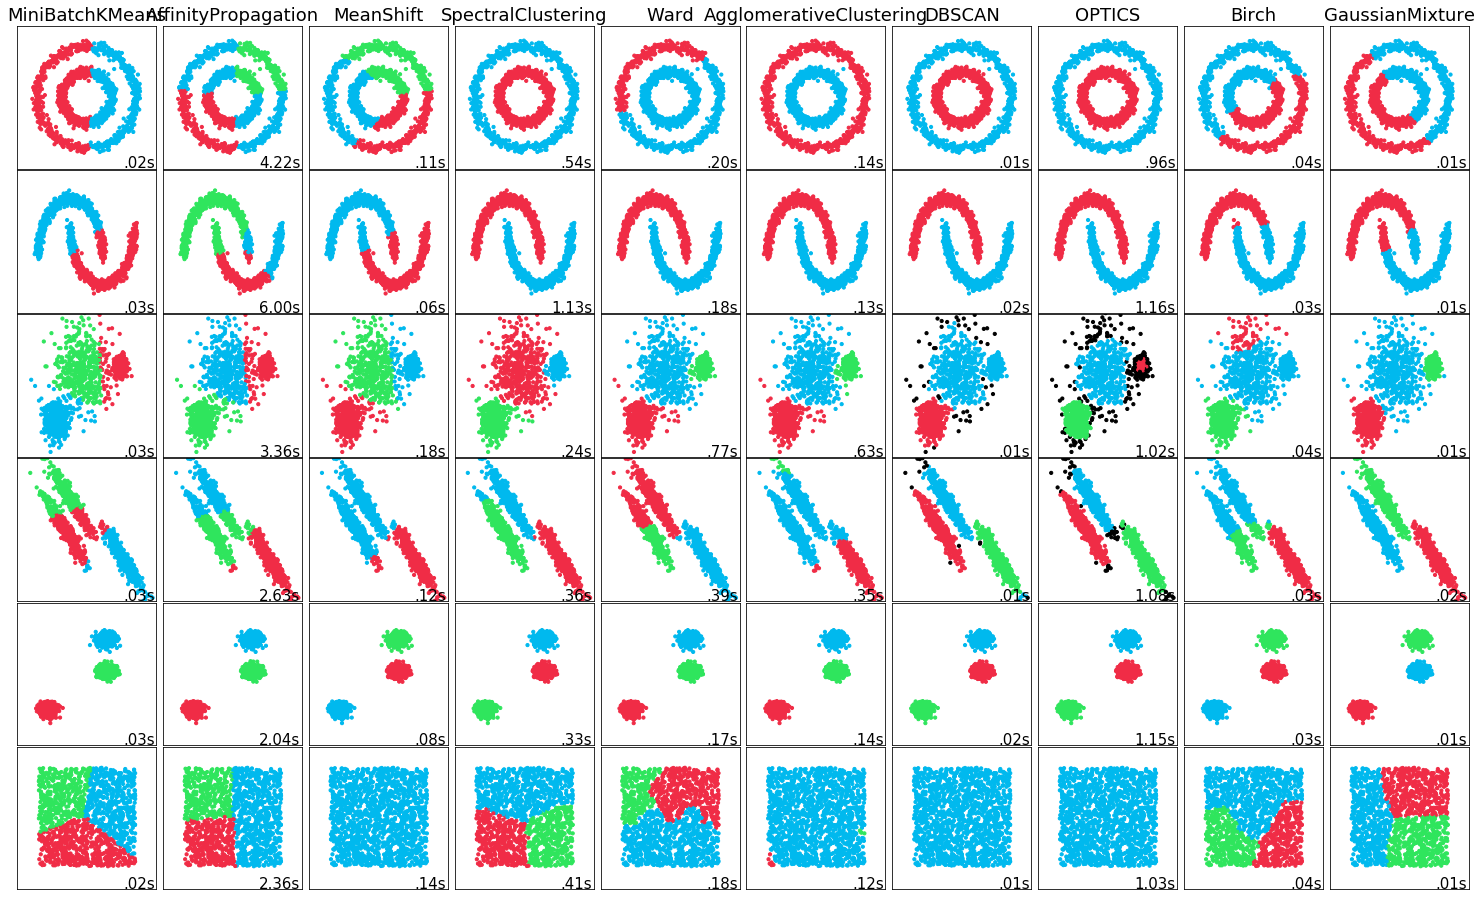 MiniBatchKMeans AffinityPropagation MeanShift SpectralClustering Ward AgglomerativeClustering DBSCAN OPTICS Birch GaussianMixture
.02s 4.22s .11s .54s .20s .14s .01s .96s .04s .01s
.03s 6.00s .06s 1.13s .18s .13s .02s 1.16s .03s .01s
.03s 3.36s .18s .24s .77s .63s .01s 1.02s .04s .01s
.03s 2.63s .12s .36s .39s .35s .01s 1.08s .03s .02s
.03s 2.04s .08s .33s .17s .14s .02s 1.15s .03s .01s
.02s 2.36s .14s .41s .18s .12s .01s 1.03s .04s .01s